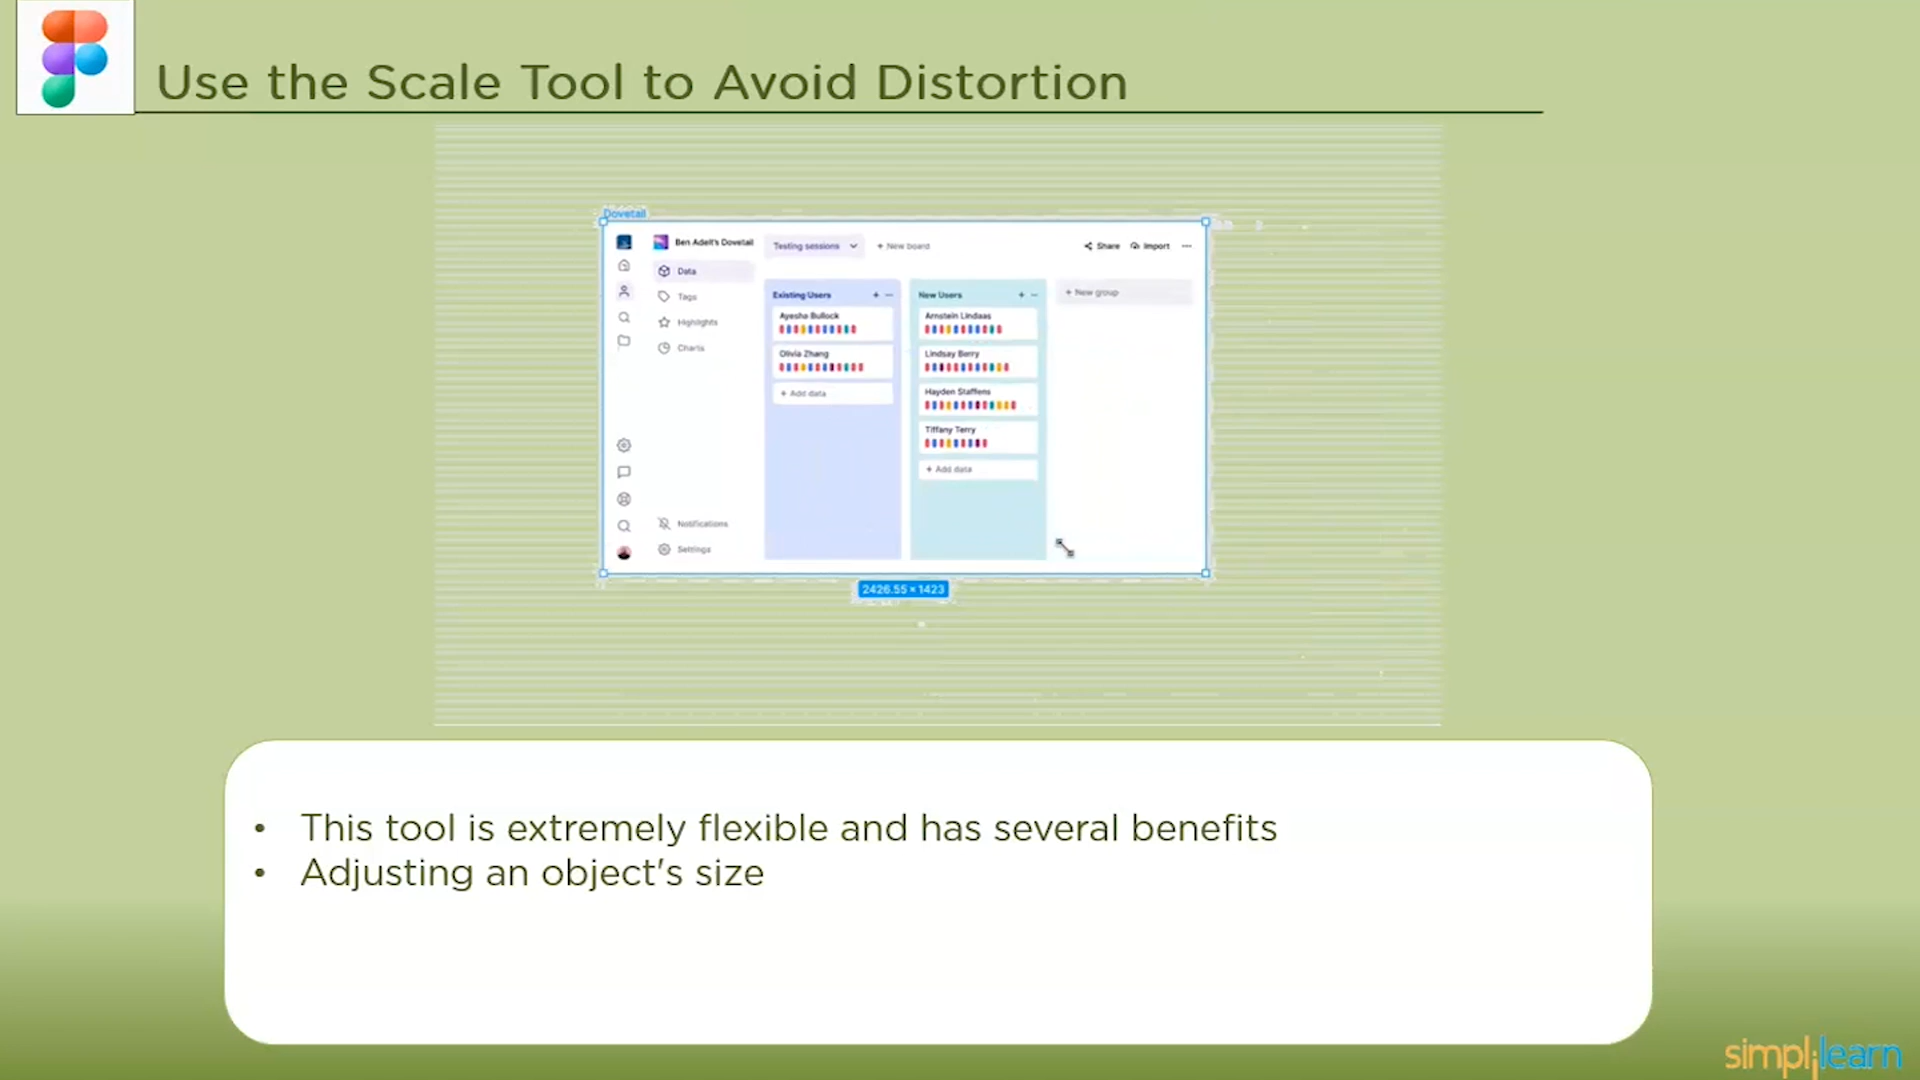 Use the Scale Tool to Avoid Distortion
Dovetail
Ben Adelt's Dovetail
Testing sessions
+ New board
Share
Import
Data
Tags
Highlights
Charts
Notifications
Settings
Existing Users
Ayesha Bullock
Olivia Zhang
+ Add data
New Users
Arnstein Lindaas
Lindsay Berry
Hayden Staffens
Tiffany Terry
+ Add data
+ New group
2426.55 × 1423
• This tool is extremely flexible and has several benefits
• Adjusting an object's size
simplilearn